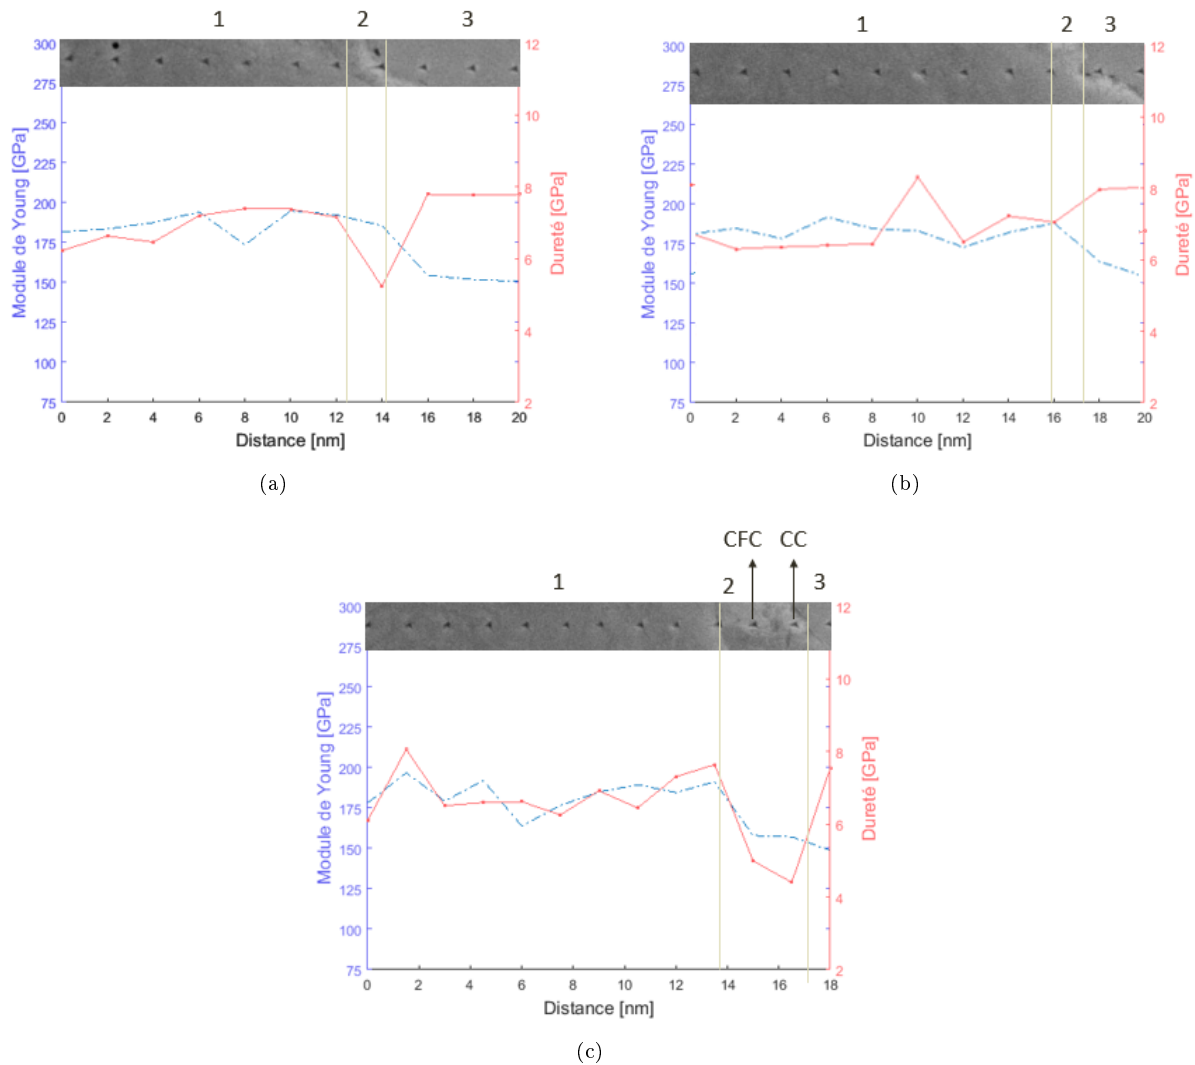 1 2 3
300 12
275
250 10
225
200 8
175
150 6
125
100 4
75 2
0 2 4 6 8 10 12 14 16 18 20
Module de Young [GPa]
Dureté [GPa]
Distance [nm]
(a)
1 2 3
300 12
275
250 10
225
200 8
175
150 6
125
100 4
75 2
0 2 4 6 8 10 12 14 16 18 20
Module de Young [GPa]
Dureté [GPa]
Distance [nm]
(b)
CFC CC
1 2 3
300 12
275
250 10
225
200 8
175
150 6
125
100 4
75 2
0 2 4 6 8 10 12 14 16 18
Module de Young [GPa]
Dureté [GPa]
Distance [nm]
(c)